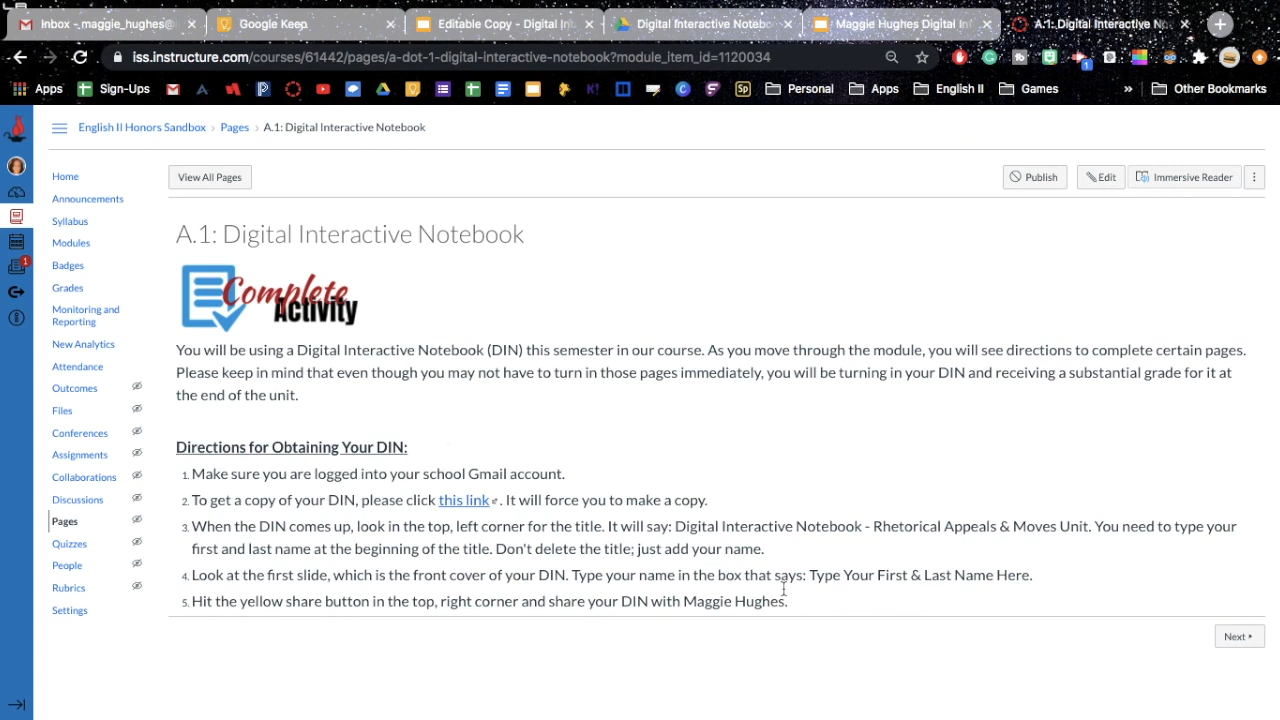 Inbox - maggie_hughes@
Google Keep
Editable Copy - Digital In
Digital Interactive Notebo
Maggie Hughes Digital In
A.1: Digital Interactive No
iss.instructure.com/courses/61442/pages/a-dot-1-digital-interactive-notebook?module_item_id=1120034
Apps Sign-Ups Personal Apps English II Games » Other Bookmarks
English II Honors Sandbox › Pages › A.1: Digital Interactive Notebook
Home
Announcements
Syllabus
Modules
Badges
Grades
Monitoring and
Reporting
New Analytics
Attendance
Outcomes
Files
Conferences
Assignments
Collaborations
Discussions
Pages
Quizzes
People
Rubrics
Settings
1
View All Pages
Publish Edit Immersive Reader
A.1: Digital Interactive Notebook
Complete
Activity
You will be using a Digital Interactive Notebook (DIN) this semester in our course. As you move through the module, you will see directions to complete certain pages.
Please keep in mind that even though you may not have to turn in those pages immediately, you will be turning in your DIN and receiving a substantial grade for it at
the end of the unit.
Directions for Obtaining Your DIN:
1. Make sure you are logged into your school Gmail account.
2. To get a copy of your DIN, please click this link. It will force you to make a copy.
3. When the DIN comes up, look in the top, left corner for the title. It will say: Digital Interactive Notebook - Rhetorical Appeals & Moves Unit. You need to type your
first and last name at the beginning of the title. Don't delete the title; just add your name.
4. Look at the first slide, which is the front cover of your DIN. Type your name in the box that says: Type Your First & Last Name Here.
5. Hit the yellow share button in the top, right corner and share your DIN with Maggie Hughes.
Next